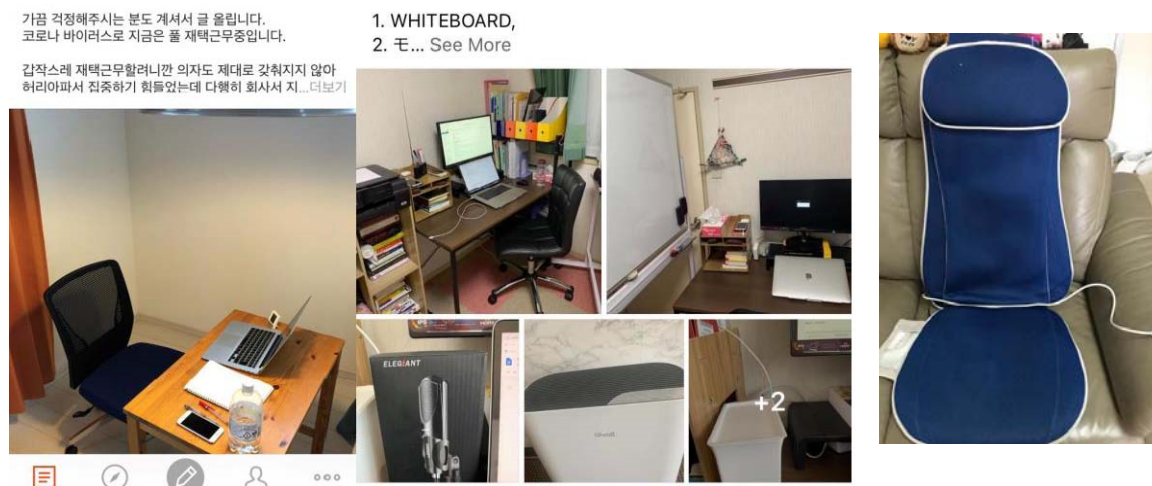 가끔 걱정해주시는 분도 계셔서 글 올립니다.
코로나 바이러스로 지금은 풀 재택근무중입니다.
갑작스레 재택근무할려니깐 의자도 제대로 갖춰지지 않아
허리아파서 집중하기 힘들었는데 다행히 회사서 지...더보기
1. WHITEBOARD,
2. モ... See More
ELEGIANT
+2